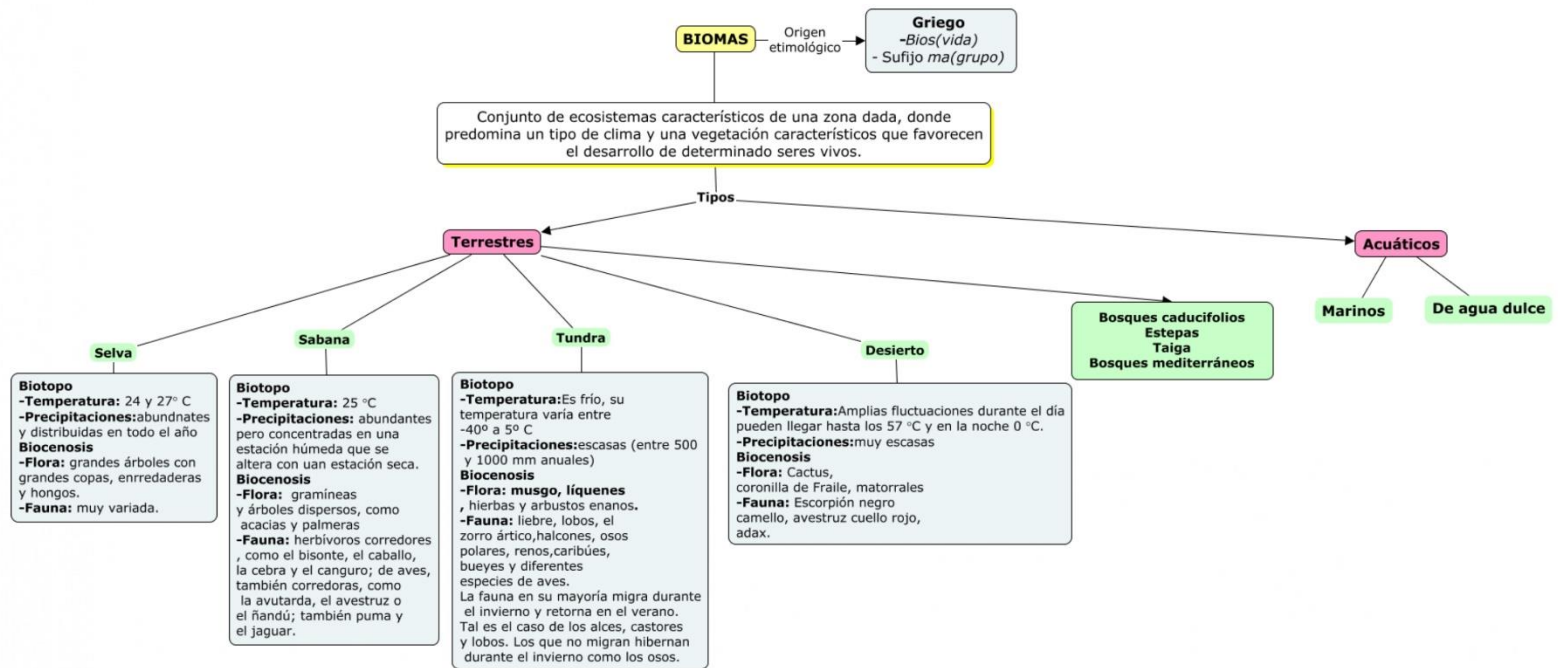 BIOMAS
Origen
etimológico
Griego
-Bios(vida)
- Sufijo ma(grupo)
Conjunto de ecosistemas característicos de una zona dada, donde
predomina un tipo de clima y una vegetación característicos que favorecen
el desarrollo de determinado seres vivos.
Tipos
Terrestres
Acuáticos
Marinos
De agua dulce
Bosques caducifolios
Estepas
Taiga
Bosques mediterráneos
Selva
Biotopo
-Temperatura: 24 y 27° C
-Precipitaciones:abundnates
y distribuidas en todo el año
Biocenosis
-Flora: grandes árboles con
grandes copas, enrredaderas
y hongos.
-Fauna: muy variada.
Sabana
Biotopo
-Temperatura: 25 °C
-Precipitaciones: abundantes
pero concentradas en una
estación húmeda que se
altera con uan estación seca.
Biocenosis
-Flora: gramíneas
y árboles dispersos, como
acacias y palmeras
-Fauna: herbívoros corredores
, como el bisonte, el caballo,
la cebra y el canguro; de aves,
también corredoras, como
la avutarda, el avestruz o
el ñandú; también puma y
el jaguar.
Tundra
Biotopo
-Temperatura:Es frío, su
temperatura varía entre
-40º a 5º C
-Precipitaciones:escasas (entre 500
y 1000 mm anuales)
Biocenosis
-Flora: musgo, líquenes
, hierbas y arbustos enanos.
-Fauna: liebre, lobos, el
zorro ártico,halcones, osos
polares, renos,caribúes,
bueyes y diferentes
especies de aves.
La fauna en su mayoría migra durante
el invierno y retorna en el verano.
Tal es el caso de los alces, castores
y lobos. Los que no migran hibernan
durante el invierno como los osos.
Desierto
Biotopo
-Temperatura:Amplias fluctuaciones durante el día
pueden llegar hasta los 57 °C y en la noche 0 °C.
-Precipitaciones:muy escasas
Biocenosis
-Flora: Cactus,
coronilla de Fraile, matorrales
-Fauna: Escorpión negro
camello, avestruz cuello rojo,
adax.